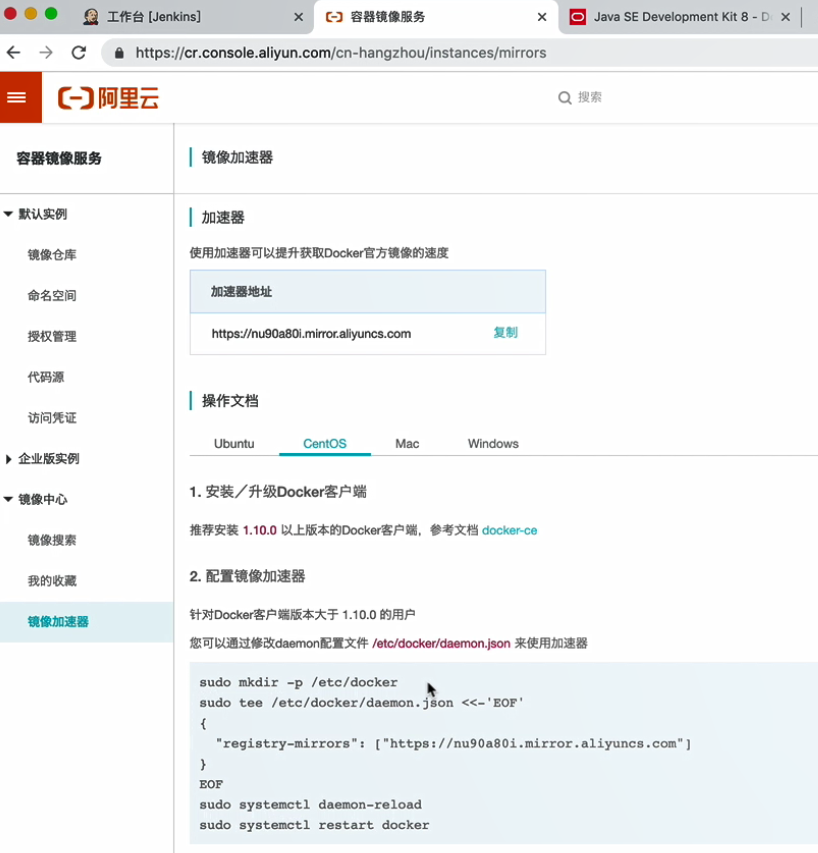 工作台 [Jenkins]
容器镜像服务
Java SE Development Kit 8 - D
https://cr.console.aliyun.com/cn-hangzhou/instances/mirrors
阿里云
搜索
容器镜像服务
默认实例
镜像仓库
命名空间
授权管理
代码源
访问凭证
企业版实例
镜像中心
镜像搜索
我的收藏
镜像加速器
镜像加速器
加速器
使用加速器可以提升获取Docker官方镜像的速度
加速器地址
https://nu90a80i.mirror.aliyuncs.com 复制
操作文档
Ubuntu CentOS Mac Windows
1. 安装／升级Docker客户端
推荐安装 1.10.0 以上版本的Docker客户端，参考文档 docker-ce
2. 配置镜像加速器
针对Docker客户端版本大于 1.10.0 的用户
您可以通过修改daemon配置文件 /etc/docker/daemon.json 来使用加速器
sudo mkdir -p /etc/docker
sudo tee /etc/docker/daemon.json <<-'EOF'
{
"registry-mirrors": ["https://nu90a80i.mirror.aliyuncs.com"]
}
EOF
sudo systemctl daemon-reload
sudo systemctl restart docker